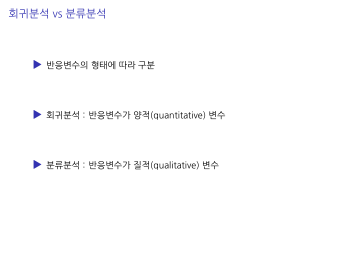 회귀분석 vs 분류분석
▶ 반응변수의 형태에 따라 구분
▶ 회귀분석 : 반응변수가 양적(quantitative) 변수
▶ 분류분석 : 반응변수가 질적(qualitative) 변수